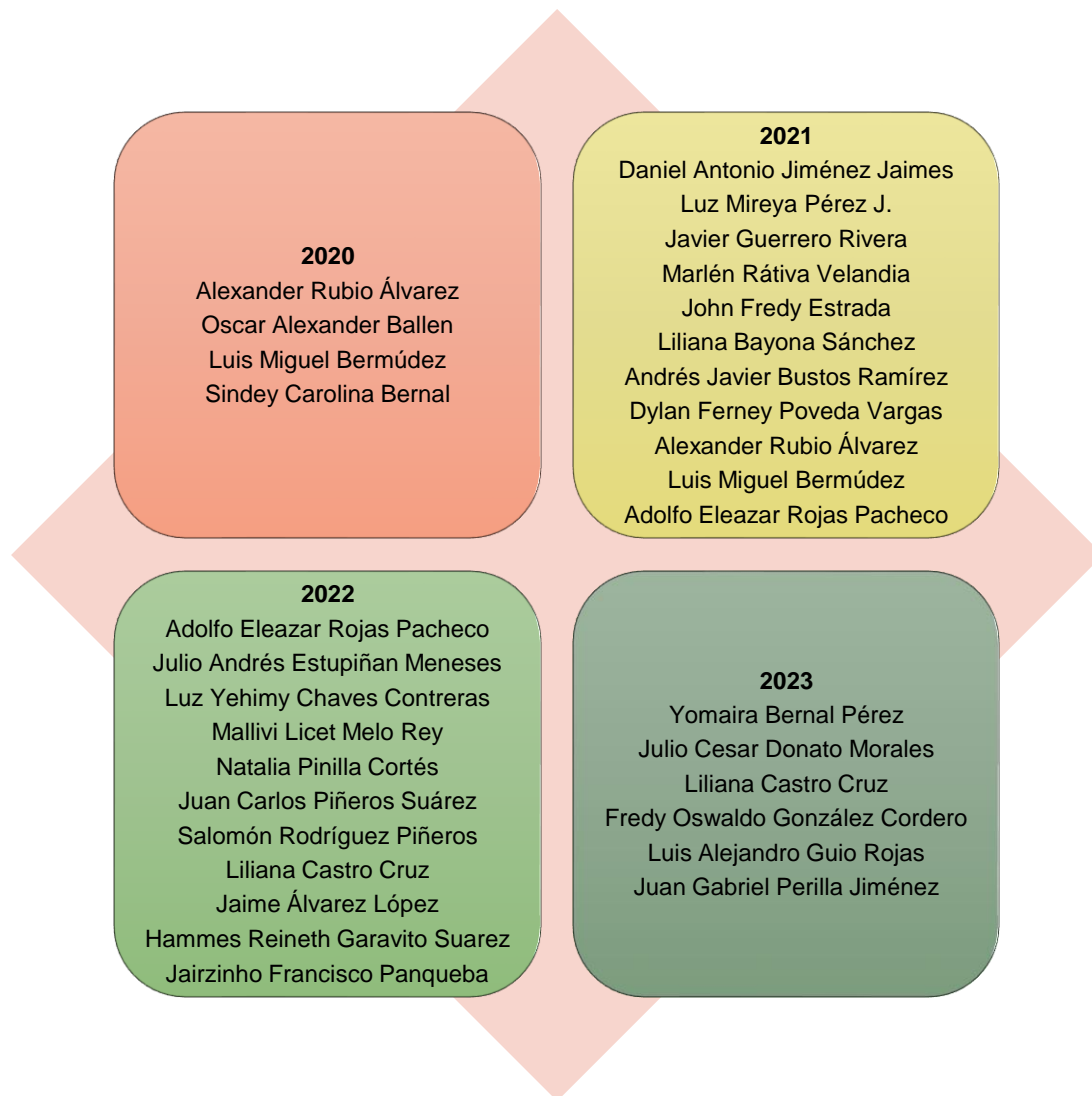 2020
Alexander Rubio Álvarez
Oscar Alexander Ballen
Luis Miguel Bermúdez
Sindey Carolina Bernal
2021
Daniel Antonio Jiménez Jaimes
Luz Mireya Pérez J.
Javier Guerrero Rivera
Marlén Rátiva Velandia
John Fredy Estrada
Liliana Bayona Sánchez
Andrés Javier Bustos Ramírez
Dylan Ferney Poveda Vargas
Alexander Rubio Álvarez
Luis Miguel Bermúdez
Adolfo Eleazar Rojas Pacheco
2022
Adolfo Eleazar Rojas Pacheco
Julio Andrés Estupiñan Meneses
Luz Yehimy Chaves Contreras
Mallivi Licet Melo Rey
Natalia Pinilla Cortés
Juan Carlos Piñeros Suárez
Salomón Rodríguez Piñeros
Liliana Castro Cruz
Jaime Álvarez López
Hammes Reineth Garavito Suarez
Jairzinho Francisco Panqueba
2023
Yomaira Bernal Pérez
Julio Cesar Donato Morales
Liliana Castro Cruz
Fredy Oswaldo González Cordero
Luis Alejandro Guio Rojas
Juan Gabriel Perilla Jiménez